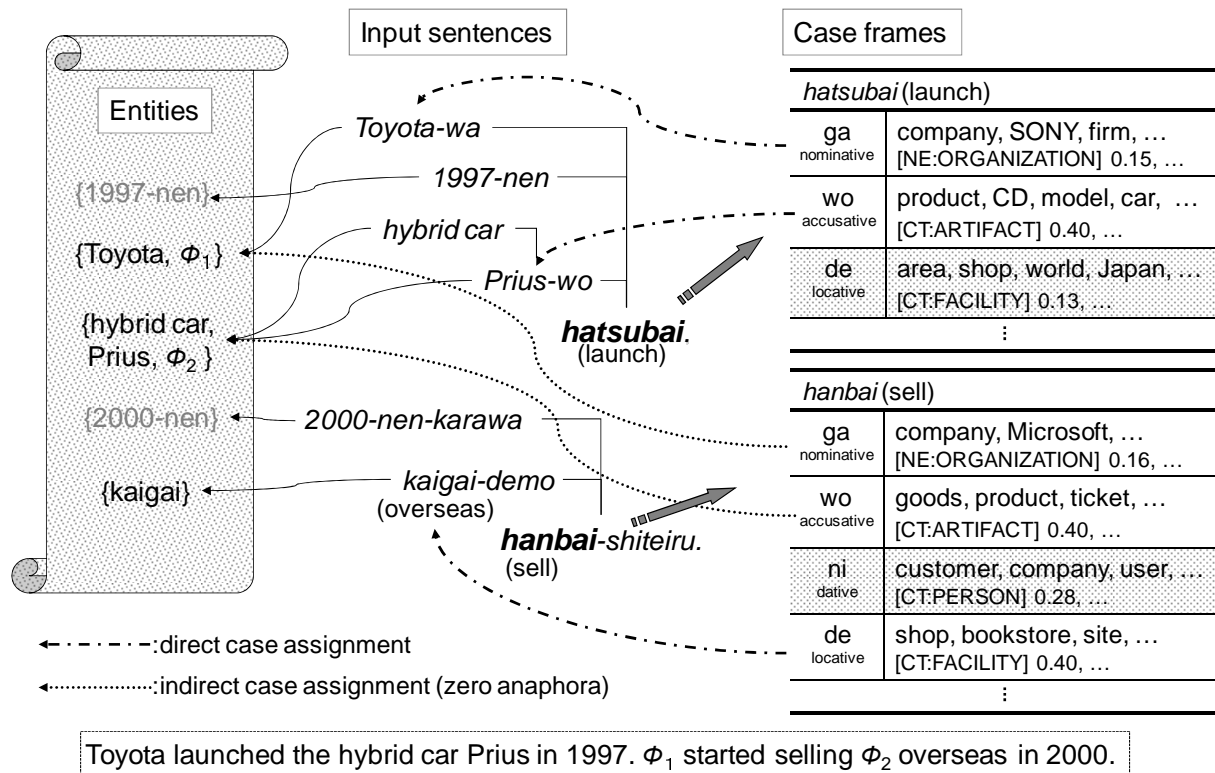 Input sentences
Case frames
Entities
{1997-nen}
{Toyota, Φ1}
{hybrid car,
Prius, Φ2 }
{2000-nen}
{kaigai}
Toyota-wa
1997-nen
hybrid car
Prius-wo
hatsubai.
(launch)
2000-nen-karawa
kaigai-demo
(overseas)
hanbai-shiteiru.
(sell)
hatsubai (launch)
ga
nominative
company, SONY, firm, …
[NE:ORGANIZATION] 0.15, …
wo
accusative
product, CD, model, car, …
[CT:ARTIFACT] 0.40, …
de
locative
area, shop, world, Japan, …
[CT:FACILITY] 0.13, …
⋮
hanbai (sell)
ga
nominative
company, Microsoft, …
[NE:ORGANIZATION] 0.16, …
wo
accusative
goods, product, ticket, …
[CT:ARTIFACT] 0.40, …
ni
dative
customer, company, user, …
[CT:PERSON] 0.28, …
de
locative
shop, bookstore, site, …
[CT:FACILITY] 0.40, …
⋮
:direct case assignment
:indirect case assignment (zero anaphora)
Toyota launched the hybrid car Prius in 1997. Φ1 started selling Φ2 overseas in 2000.